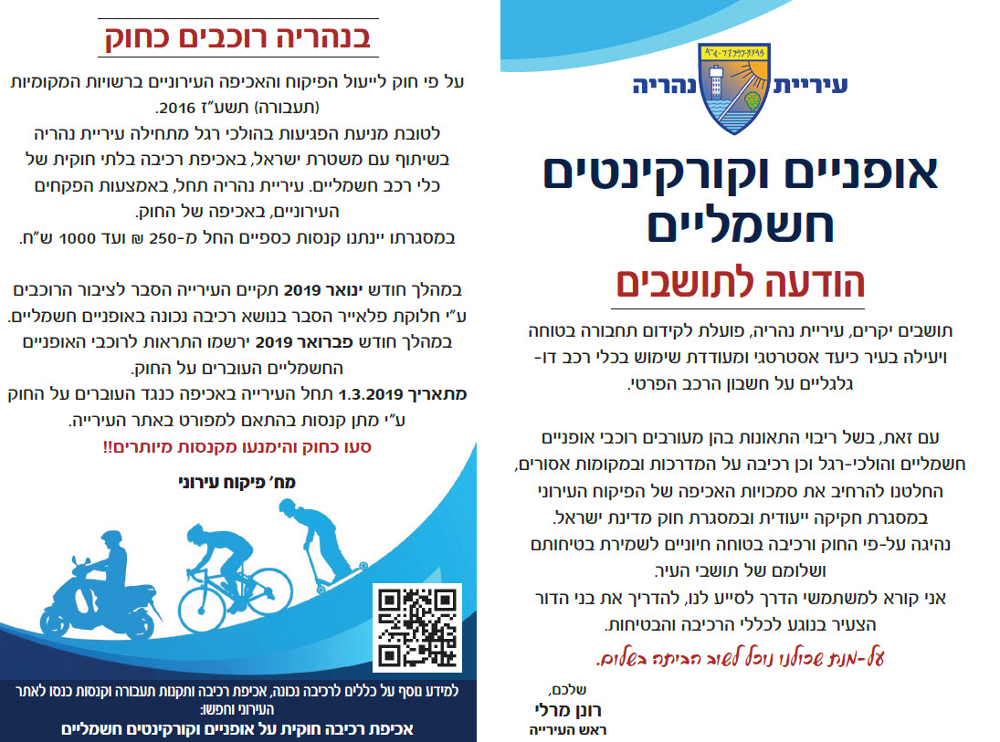 עיריית נהריה
אופניים וקורקינטים
חשמליים
הודעה לתושבים
תושבים יקרים, עיריית נהריה, פועלת לקידום תחבורה בטוחה
ויעילה בעיר כיעד אסטרטגי ומעודדת שימוש בכלי רכב דו-
גלגליים על חשבון הרכב הפרטי.
עם זאת, בשל ריבוי התאונות בהן מעורבים רוכבי אופניים
חשמליים והולכי-רגל וכן רכיבה על המדרכות ובמקומות אסורים,
החלטנו להרחיב את סמכויות האכיפה של הפיקוח העירוני
במסגרת חקיקה ייעודית ובמסגרת חוק מדינת ישראל.
נהיגה על-פי החוק ורכיבה בטוחה חיוניים לשמירת בטיחותם
ושלומם של תושבי העיר.
אני קורא למשתמשי הדרך לסייע לנו, להדריך את בני הדור
הצעיר בנוגע לכללי הרכיבה והבטיחות.
על-מנת שכולנו נוכל לשוב הביתה בשלום.
שלכם,
רונן מרלי
ראש העירייה
בנהריה רוכבים כחוק
על פי חוק לייעול הפיקוח והאכיפה העירוניים ברשויות המקומיות
(תעבורה) תשע"ז 2016.
לטובת מניעת הפגיעות בהולכי רגל מתחילה עיריית נהריה
בשיתוף עם משטרת ישראל, באכיפת רכיבה בלתי חוקית של
כלי רכב חשמליים. עיריית נהריה תחל, באמצעות הפקחים
העירוניים, באכיפה של החוק.
במסגרתו יינתנו קנסות כספיים החל מ-250 ₪ ועד 1000 ש"ח.
במהלך חודש ינואר 2019 תקיים העירייה הסבר לציבור הרוכבים
ע"י חלוקת פלאייר הסבר בנושא רכיבה נכונה באופניים חשמליים.
במהלך חודש פברואר 2019 ירשמו התראות לרוכבי האופניים
החשמליים העוברים על החוק.
מתאריך 1.3.2019 תחל העירייה באכיפה כנגד העוברים על החוק
ע"י מתן קנסות בהתאם למפורט באתר העירייה.
סעו כחוק והימנעו מקנסות מיותרים!!
מח' פיקוח עירוני
למידע נוסף על כללים לרכיבה נכונה, אכיפת רכיבה ותקנות תעבורה וקנסות כנסו לאתר
העירוני וחפשו:
אכיפת רכיבה חוקית על אופניים וקורקינטים חשמליים